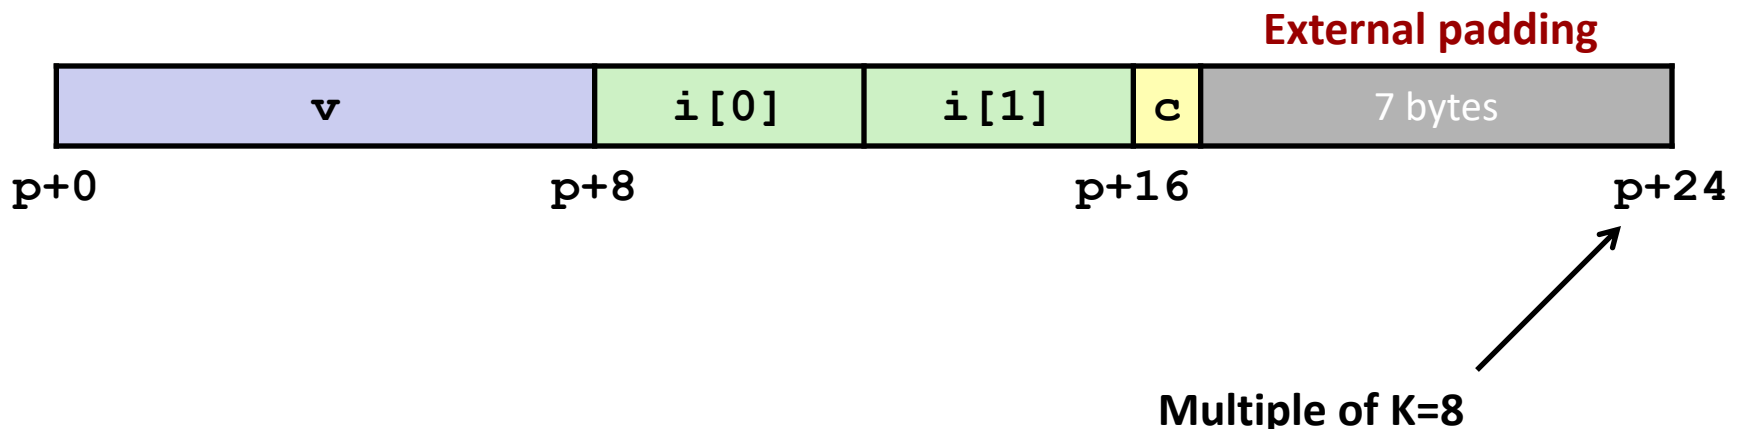 External padding
v i[0] i[1] c 7 bytes
p+0 p+8 p+16 p+24
Multiple of K=8